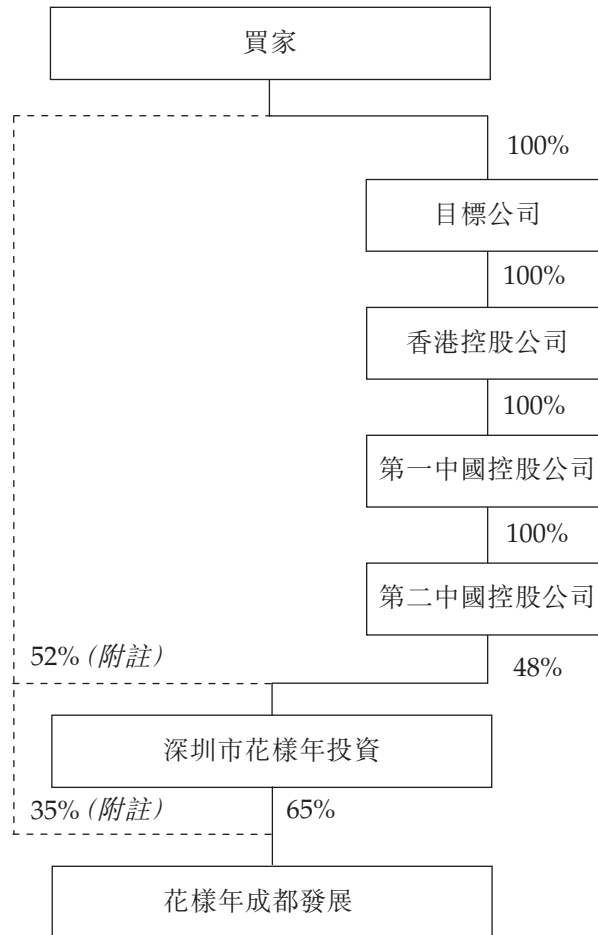 買家
100%
目標公司
100%
香港控股公司
100%
第一中國控股公司
100%
第二中國控股公司
52% (附註)
48%
深圳市花樣年投資
35% (附註)
65%
花樣年成都發展